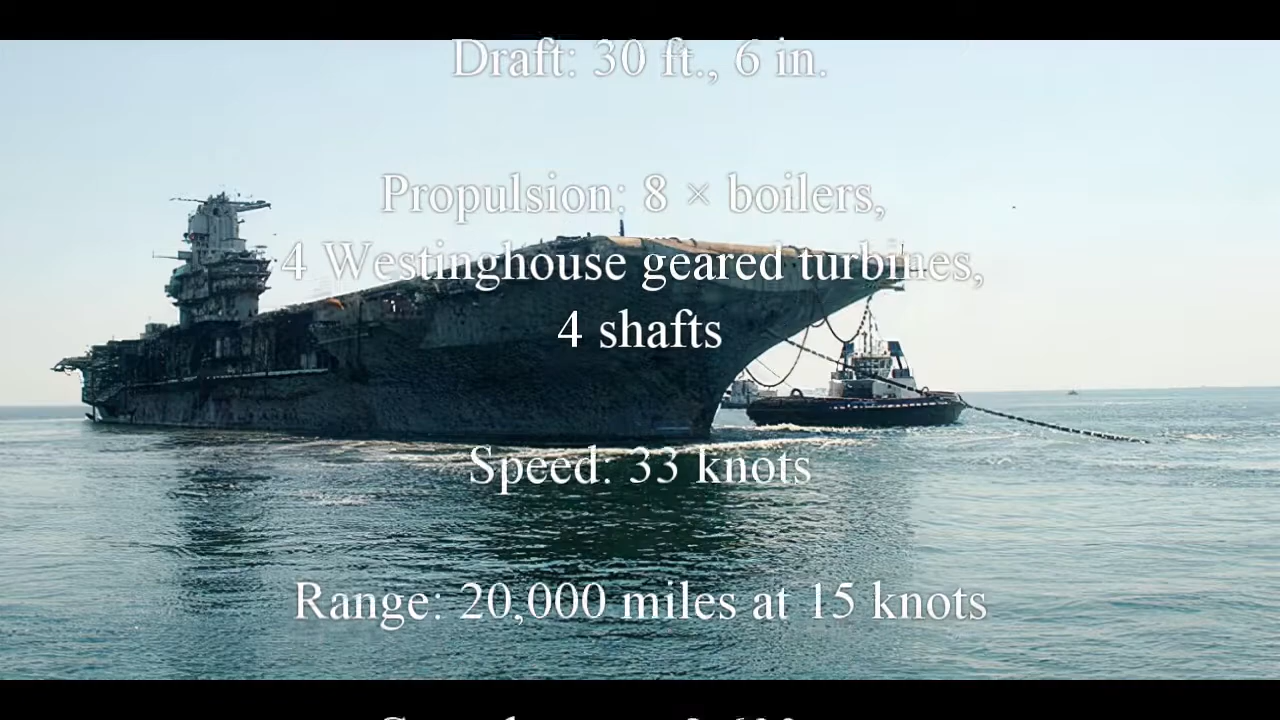 Draft: 30 ft., 6 in.
Propulsion: 8 × boilers,
4 Westinghouse geared turbines,
4 shafts
Speed: 33 knots
Range: 20,000 miles at 15 knots